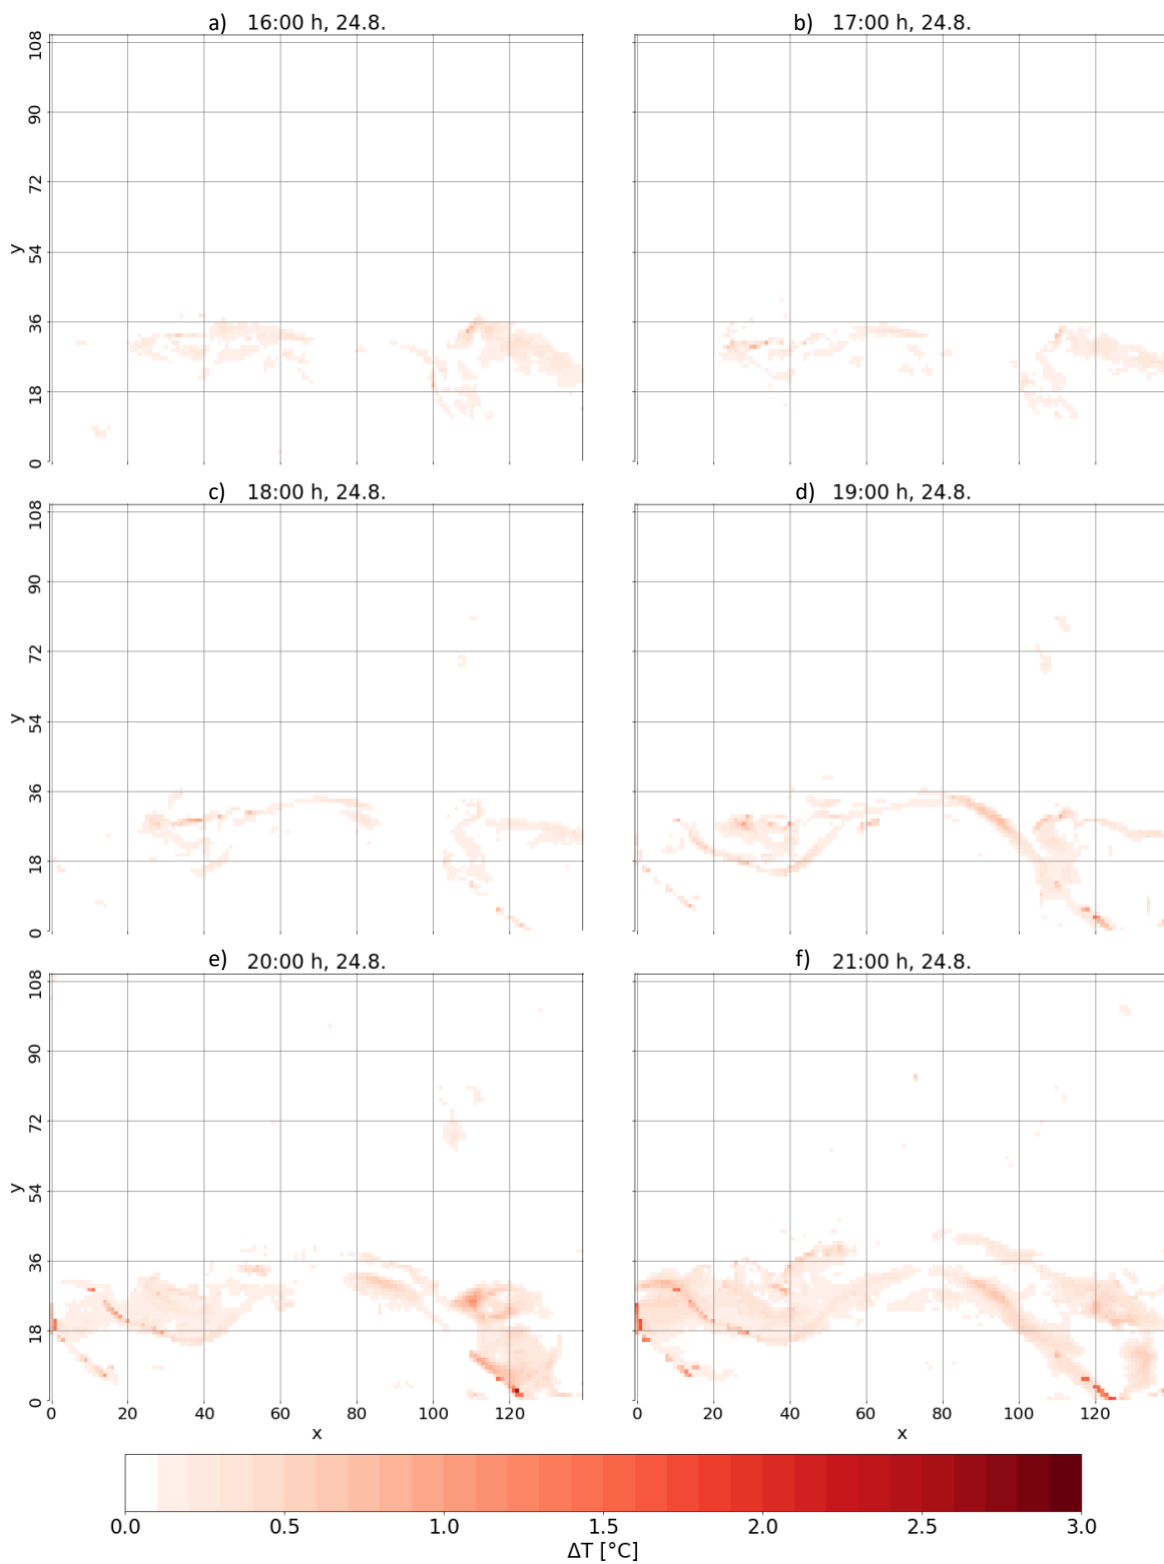 a) 16:00 h, 24.8.
b) 17:00 h, 24.8.
108
90
72
54
36
18
0
y
c) 18:00 h, 24.8.
d) 19:00 h, 24.8.
108
90
72
54
36
18
0
y
e) 20:00 h, 24.8.
f) 21:00 h, 24.8.
108
90
72
54
36
18
0
y
0 20 40 60 80 100 120
0 20 40 60 80 100 120
x
x
0.0 0.5 1.0 1.5 2.0 2.5 3.0
ΔT [°C]